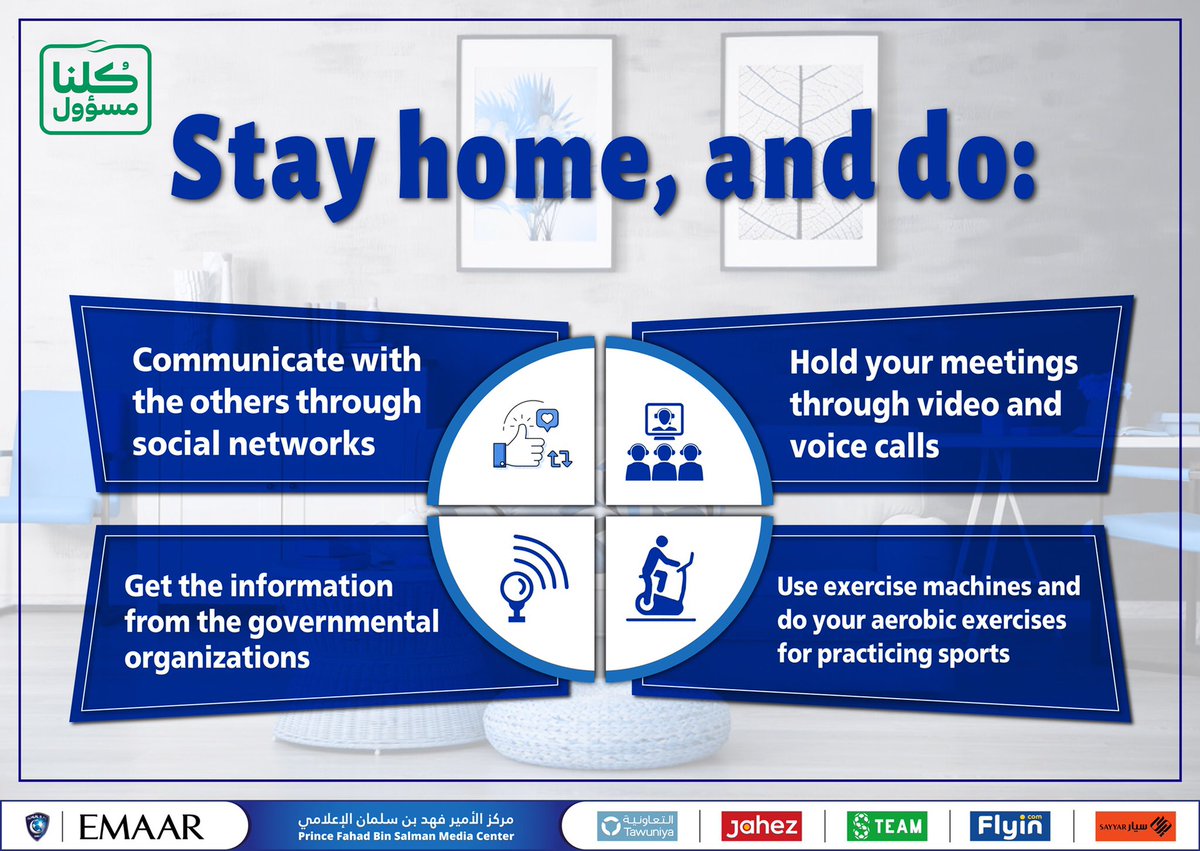 كُلنا
مسؤول
Stay home, and do:
Communicate with
the others through
social networks
Hold your meetings
through video and
voice calls
Get the information
from the governmental
organizations
Use exercise machines and
do your aerobic exercises
for practicing sports
EMAAR
مركز الأمير فهد بن سلمان الإعلامي
Prince Fahad Bin Salman Media Center
التعاونية
Tawuniya
Jahez
STEAM
Flyin.com
SAYYAR سيار